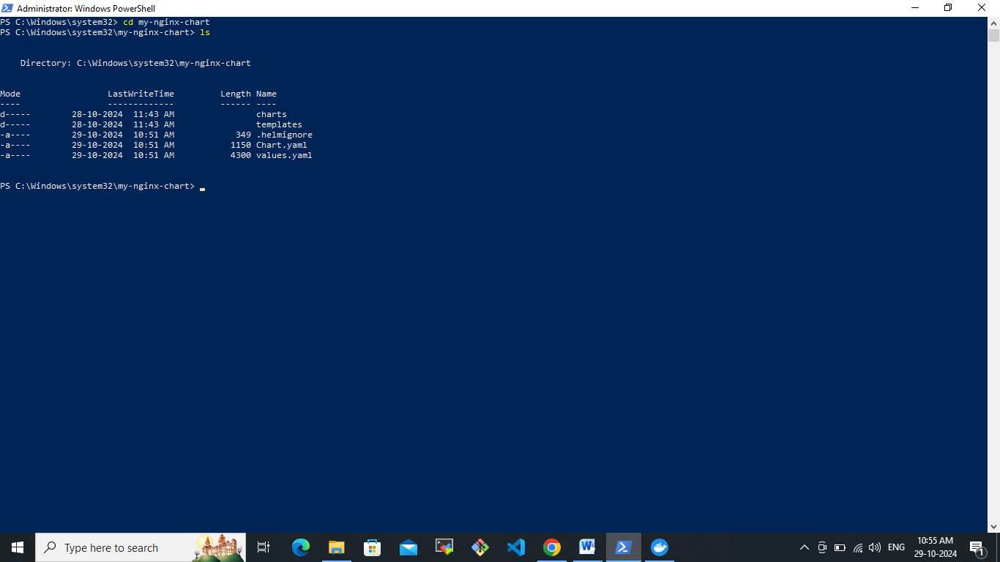 Administrator: Windows PowerShell
PS C:\Windows\system32> cd my-nginx-chart
PS C:\Windows\system32\my-nginx-chart> ls
Directory: C:\Windows\system32\my-nginx-chart
Mode LastWriteTime Length Name
---- ------------- ------ ----
d----- 28-10-2024 11:43 AM charts
d----- 28-10-2024 11:43 AM templates
-a---- 29-10-2024 10:51 AM 349 .helmignore
-a---- 29-10-2024 10:51 AM 1150 Chart.yaml
-a---- 29-10-2024 10:51 AM 4300 values.yaml
PS C:\Windows\system32\my-nginx-chart>
Type here to search
ENG
10:55 AM
29-10-2024
1